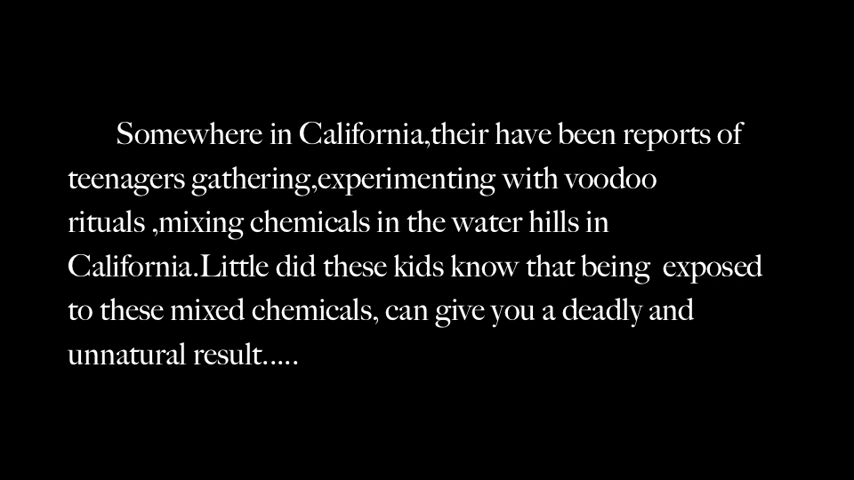 Somewhere in California,their have been reports of
teenagers gathering,experimenting with voodoo
rituals ,mixing chemicals in the water hills in
California.Little did these kids know that being  exposed
to these mixed chemicals, can give you a deadly and
unnatural result.....